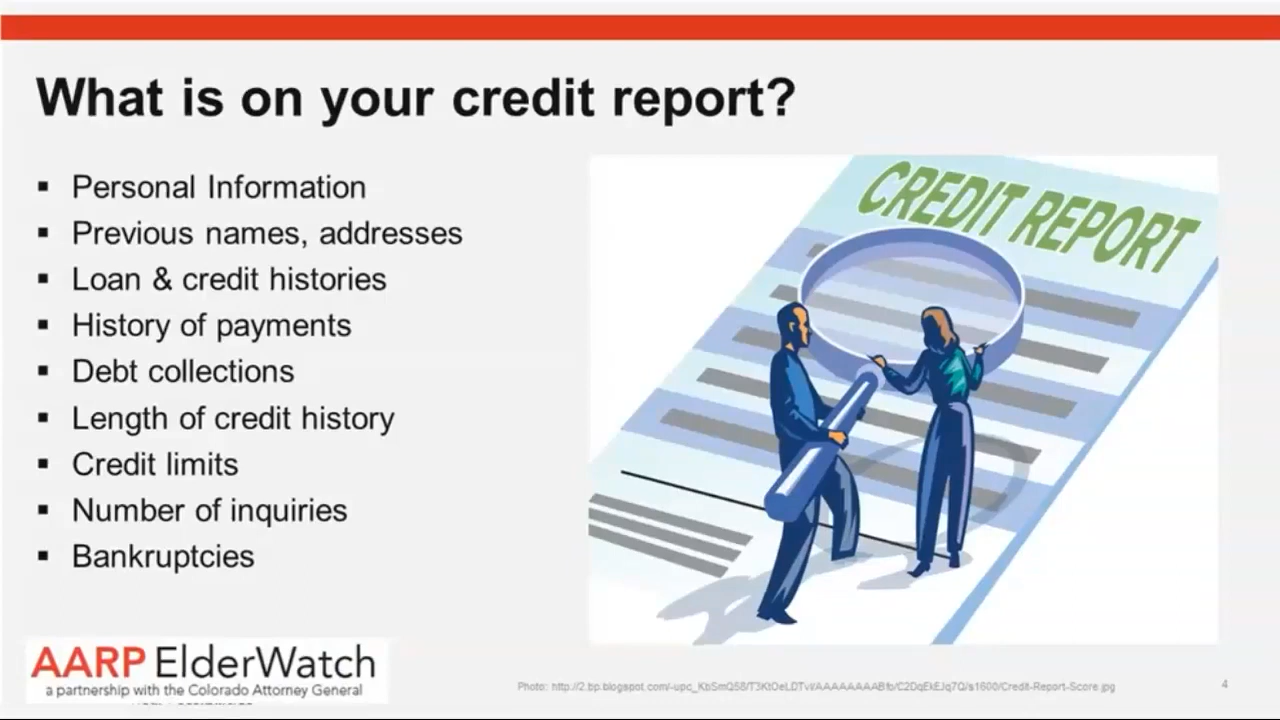 What is on your credit report?
Personal Information
Previous names, addresses
Loan & credit histories
History of payments
Debt collections
Length of credit history
Credit limits
Number of inquiries
Bankruptcies
CREDIT REPORT
AARP ElderWatch
a partnership with the Colorado Attorney General
Photo: 4